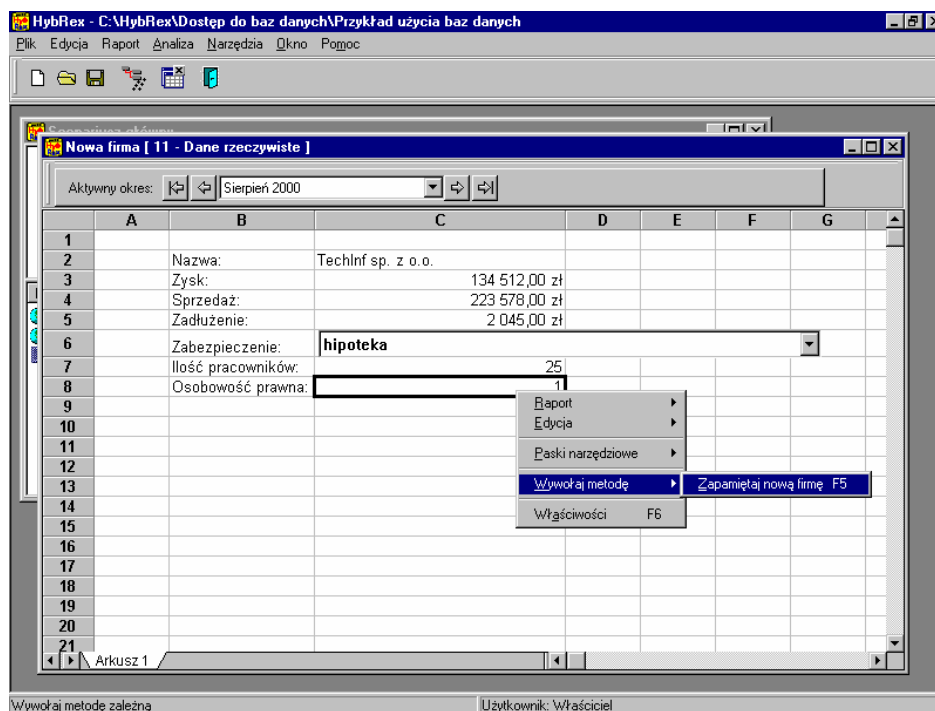 HybRex - C:\HybRex\Dostęp do baz danych\Przykład użycia baz danych
Plik Edycja Raport Analiza Narzędzia Okno Pomoc
Scenariusz główny
Nowa firma [ 11 - Dane rzeczywiste ]
Aktywny okres: Sierpień 2000
A B C D E F G
1
2 Nazwa: TechInf sp. z o.o.
3 Zysk: 134 512,00 zł
4 Sprzedaż: 223 578,00 zł
5 Zadłużenie: 2 045,00 zł
6 Zabezpieczenie: hipoteka
7 Ilość pracowników: 25
8 Osobowość prawna: 1
9 Raport
10 Edycja
11 Paski narzędziowe
12
13 Wywołaj metodę Zapamiętaj nową firmę F5
14 Właściwości F6
15
16
17
18
19
20
21
Arkusz 1
Wywołaj metodę zależną Użytkownik: Właściciel